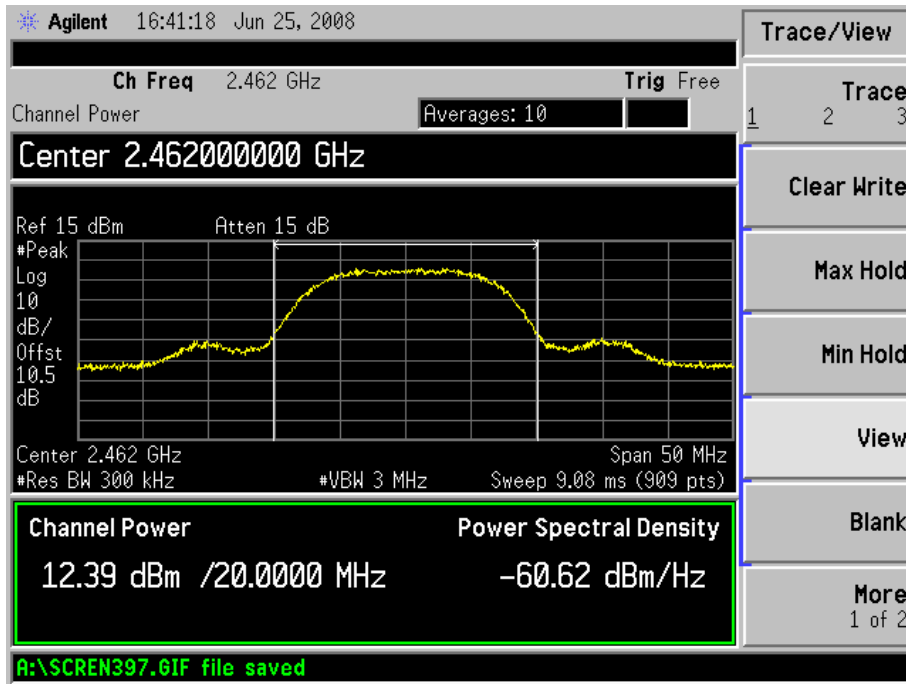 Agilent 16:41:18 Jun 25, 2008
Ch Freq 2.462 GHz Trig Free
Channel Power Averages: 10
Center 2.462000000 GHz
Ref 15 dBm Atten 15 dB
#Peak
Log
10
dB/
Offst
10.5
dB
Center 2.462 GHz Span 50 MHz
#Res BW 300 kHz #VBW 3 MHz Sweep 9.08 ms (909 pts)
Channel Power Power Spectral Density
12.39 dBm /20.0000 MHz -60.62 dBm/Hz
A:\SCREN397.GIF file saved
Trace/View
Trace
1 2 3
Clear Write
Max Hold
Min Hold
View
Blank
More
1 of 2